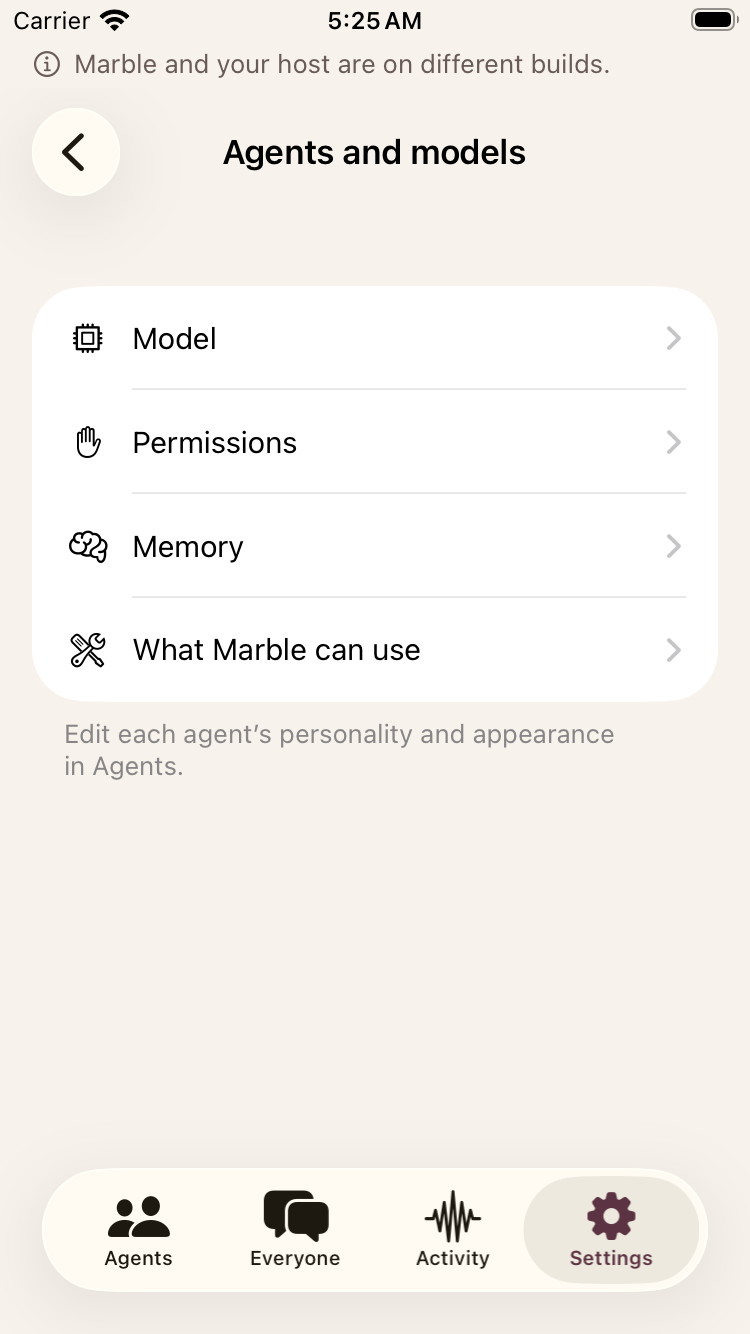 Carrier 5:25 AM
Marble and your host are on different builds.
Agents and models
Model
Permissions
Memory
What Marble can use
Edit each agent’s personality and appearance
in Agents.
Agents Everyone Activity Settings